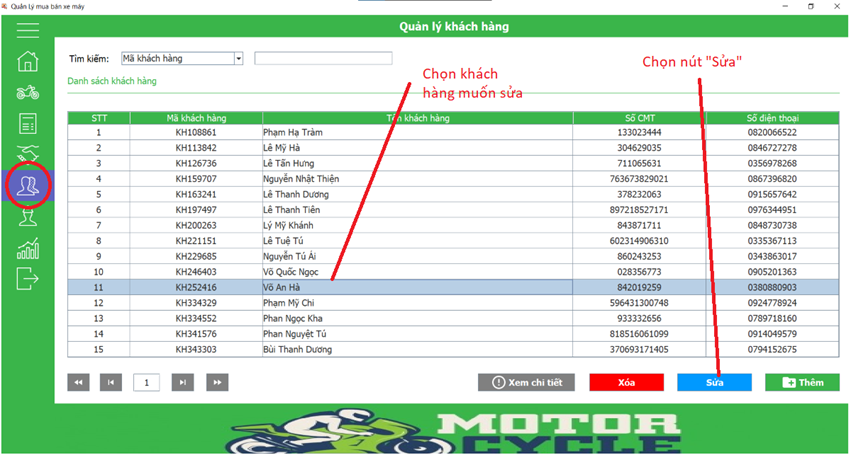 Quản Lý mua bán xe máy
Quản lý khách hàng
Tìm kiếm: Mã khách hàng
Chọn nút "Sửa"
Chọn khách
hàng muốn sửa
Danh sách khách hàng
STT Mã khách hàng Tên khách hàng Số CMT Số điện thoại
1 KH108861 Phạm Hạ Tràm 133023444 0820066522
2 KH113842 Lê Mỹ Hà 304629035 0846727278
3 KH126736 Lê Tấn Hưng 711065631 0356978268
4 KH159707 Nguyễn Nhật Thiện 763673829021 0867396820
5 KH163241 Lê Thanh Dương 378232063 0915657642
6 KH197497 Lê Thanh Tiên 897218527171 0976344951
7 KH200263 Lý Mỹ Khánh 843871711 0848730738
8 KH221151 Lê Tuệ Tú 602314906310 0335367113
9 KH229685 Nguyễn Tú Ái 860243253 0343863017
10 KH246403 Võ Quốc Ngọc 028356773 0905201363
11 KH252416 Võ An Hà 842019259 0380880903
12 KH334329 Phạm Mỹ Chi 596431300748 0924778924
13 KH334552 Phan Ngọc Kha 933332656 0789718160
14 KH341576 Phan Nguyệt Tú 818516061099 0914049579
15 KH343303 Bùi Thanh Dương 370693171405 0794152675
1 Xem chi tiết Xóa Sửa Thêm
MOTOR
CYCLE